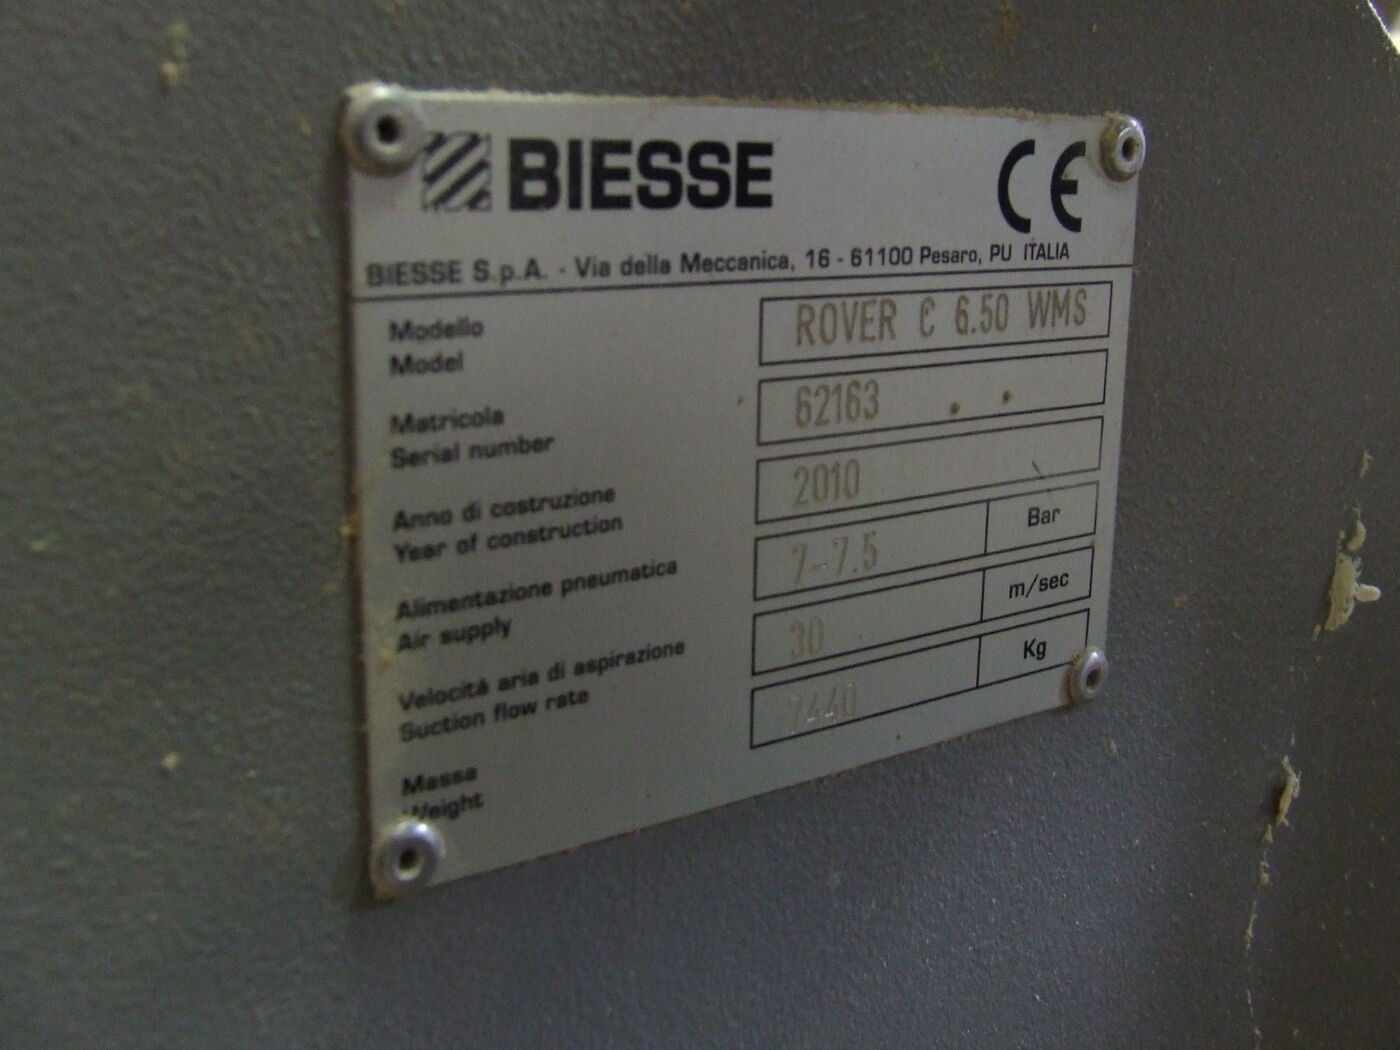 BIESSE CE
BIESSE S.p.A. - Via della Meccanica, 16 - 61100 Pesaro, PU ITALIA
Modello
Model
ROVER C 6.50 WMS
Matricola
Serial number
62163
Anno di costruzione
Year of construction
2010
Alimentazione pneumatica
Air supply
7-7.5 Bar
Velocità aria di aspirazione
Suction flow rate
30 m/sec
Massa
Weight
Kg